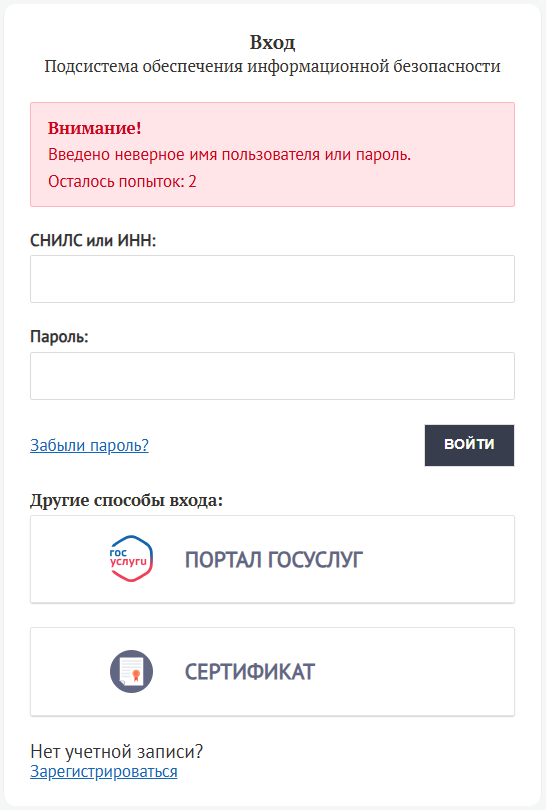 Вход
Подсистема обеспечения информационной безопасности
Внимание!
Введено неверное имя пользователя или пароль.
Осталось попыток: 2
СНИЛС или ИНН:
Пароль:
Забыли пароль?
ВОЙТИ
Другие способы входа:
гос
услуги
ПОРТАЛ ГОСУСЛУГ
СЕРТИФИКАТ
Нет учетной записи?
Зарегистрироваться